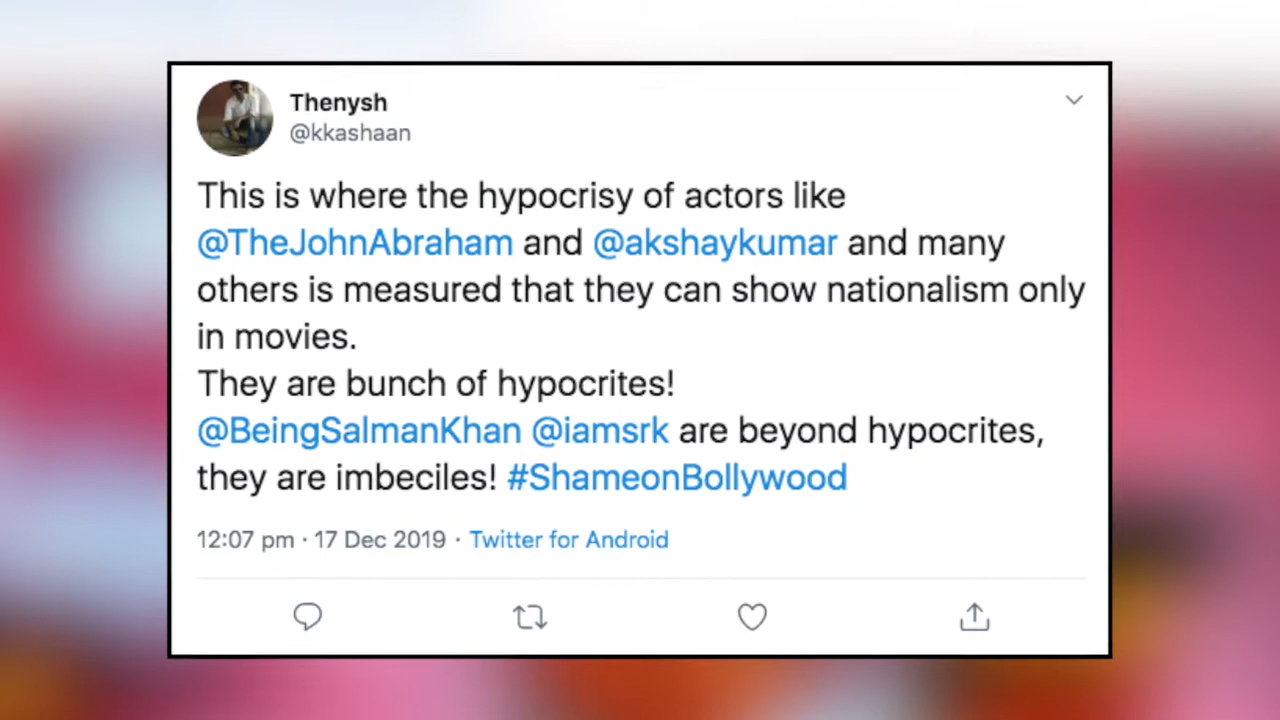 Thenysh
@kkashaan
This is where the hypocrisy of actors like
@TheJohnAbraham and @akshaykumar and many
others is measured that they can show nationalism only
in movies.
They are bunch of hypocrites!
@BeingSalmanKhan @iamsrk are beyond hypocrites,
they are imbeciles! #ShameonBollywood
12:07 pm · 17 Dec 2019 · Twitter for Android